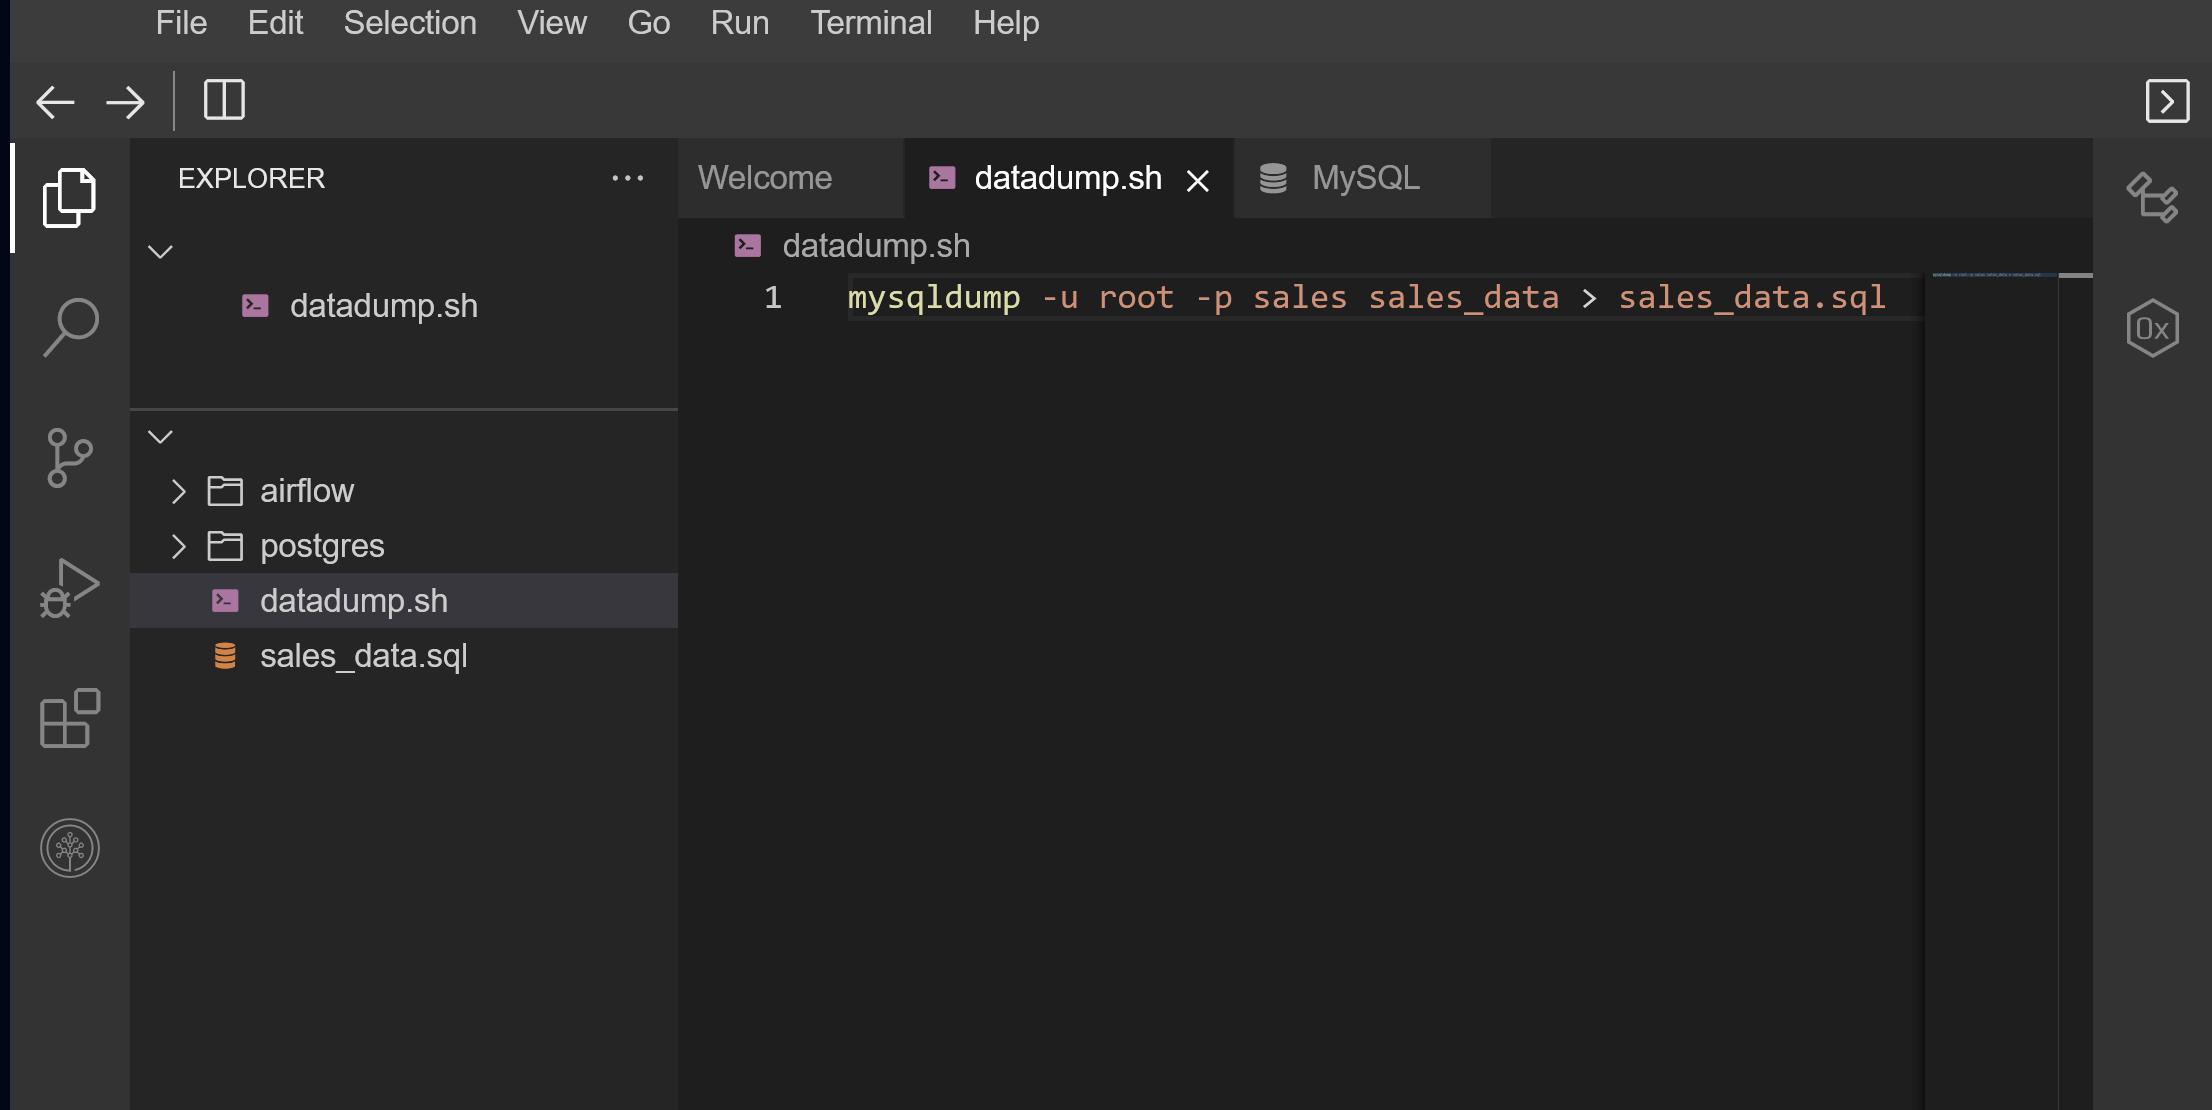 File Edit Selection View Go Run Terminal Help
EXPLORER
datadump.sh
airflow
postgres
datadump.sh
sales_data.sql
Welcome datadump.sh MySQL
datadump.sh
1 mysqldump -u root -p sales sales_data > sales_data.sql
0x